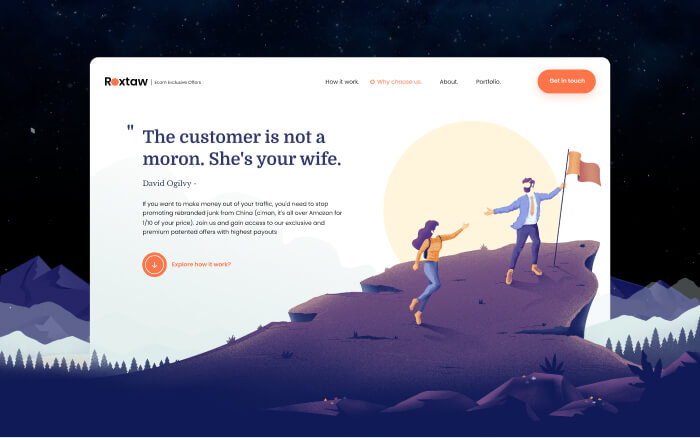 Roxtaw | Ecom Exclusive Offers
How it work.
Why choose us.
About.
Portfolio.
Get in touch
" The customer is not a
moron. She's your wife.
David Ogilvy -
If you want to make money out of your traffic, you'd need to stop
promoting rebranded junk from China (c'man, it's all over Amazon for
1/10 of your price). Join us and gain access to our exclusive and
premium patented offers with highest payouts
Explore how it work?